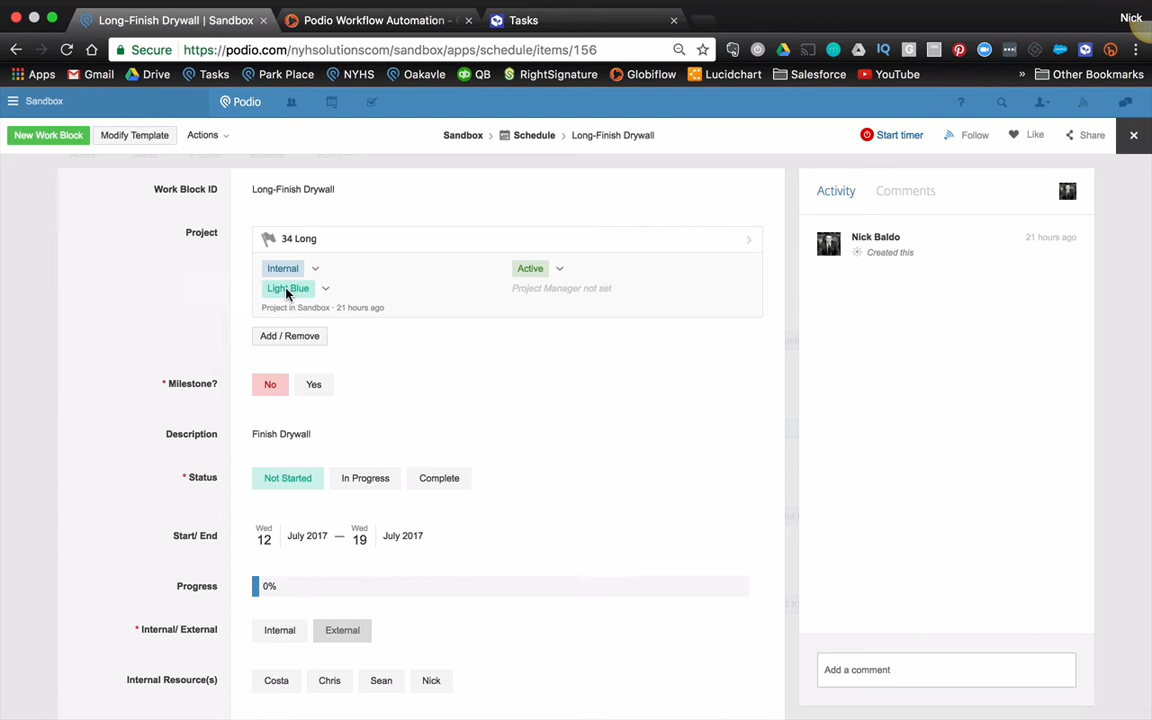 Long-Finish Drywall | Sandbox
Podio Workflow Automation -
Tasks
Nick
Secure
https://podio.com/nyhsolutionscom/sandbox/apps/schedule/items/156
Apps
Gmail
Drive
Tasks
Park Place
NYHS
Oakavle
QB
RightSignature
Globiflow
Lucidchart
Salesforce
YouTube
»
Other Bookmarks
Sandbox
Podio
?
New Work Block
Modify Template
Actions
Sandbox
Schedule
Long-Finish Drywall
Start timer
Follow
Like
Share
Work Block ID
Long-Finish Drywall
Project
34 Long
Internal
Active
Light Blue
Project Manager not set
Project in Sandbox · 21 hours ago
Add / Remove
* Milestone?
No
Yes
Description
Finish Drywall
* Status
Not Started
In Progress
Complete
Start/ End
Wed
12
July 2017
—
Wed
19
July 2017
Progress
0%
* Internal/ External
Internal
External
Internal Resource(s)
Costa
Chris
Sean
Nick
Activity
Comments
Nick Baldo
21 hours ago
Created this
Add a comment